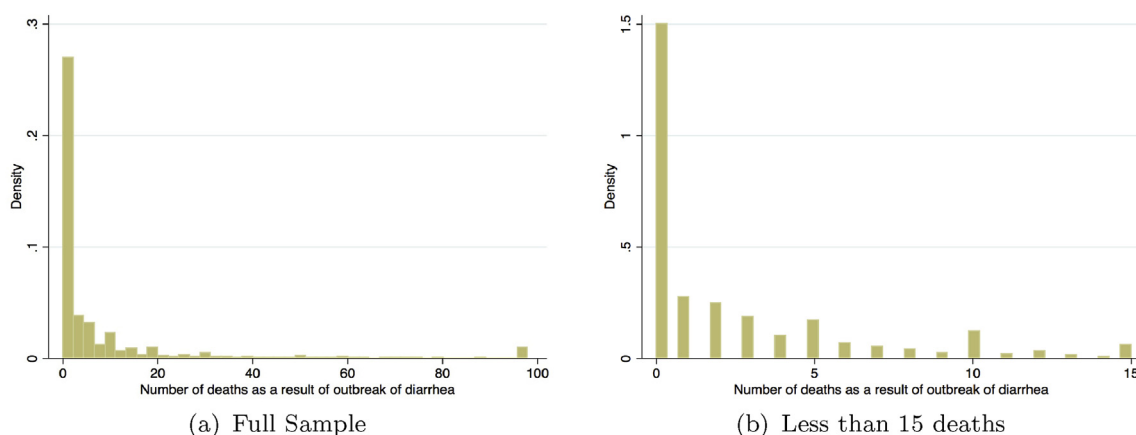 .3
.2
.1
0
Density
0 20 40 60 80 100
Number of deaths as a result of outbreak of diarrhea
(a) Full Sample
1.5
1
.5
0
Density
0 5 10 15
Number of deaths as a result of outbreak of diarrhea
(b) Less than 15 deaths